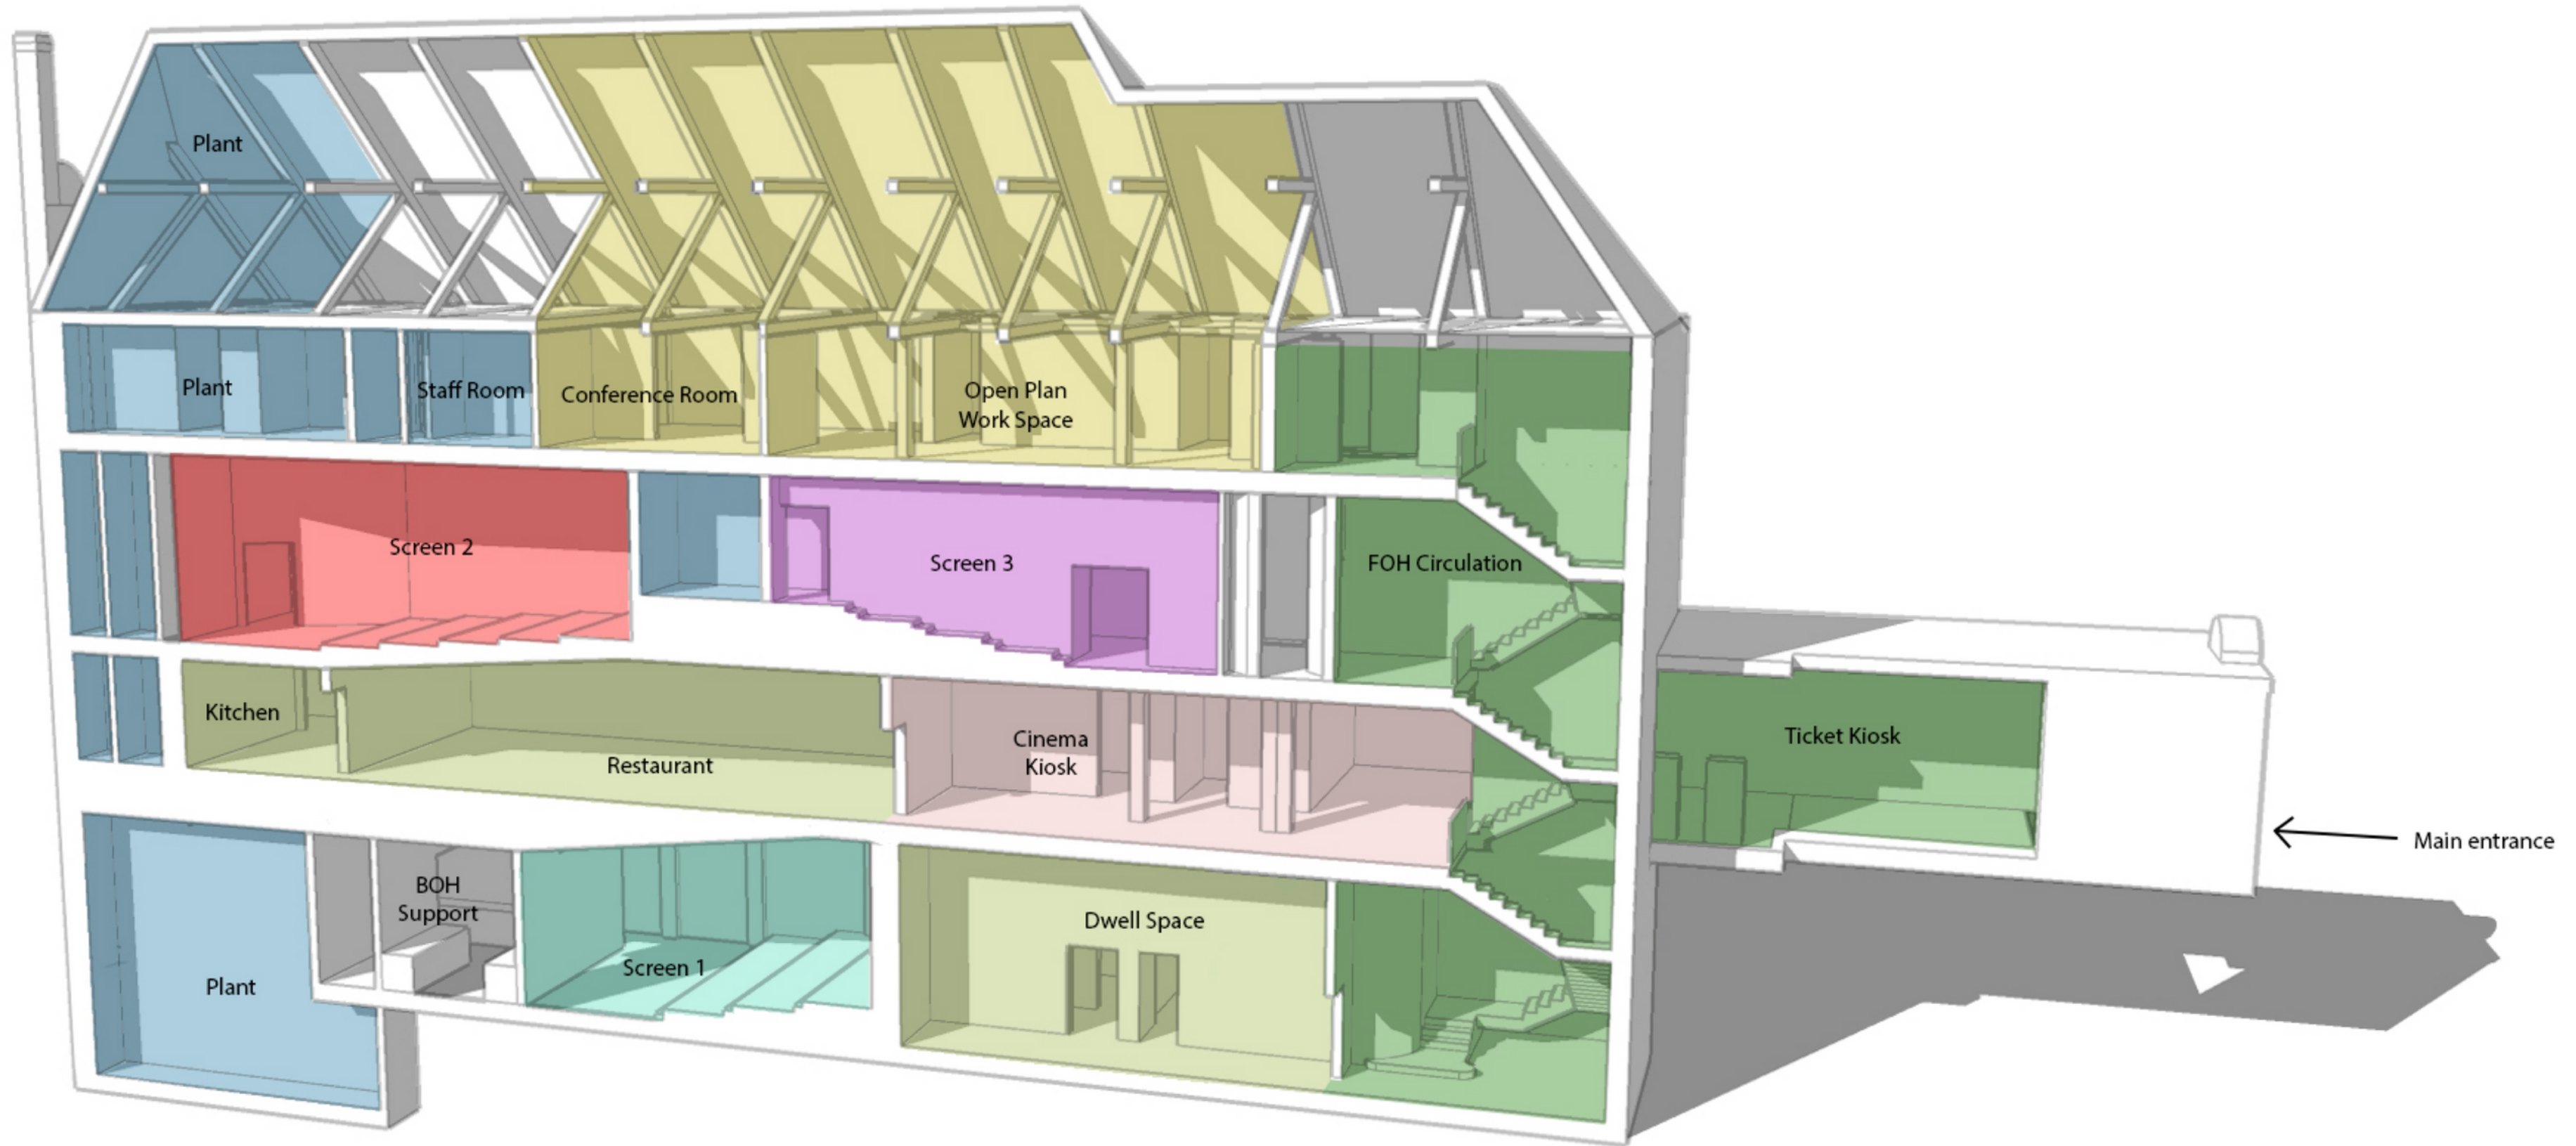 Plant
Plant
Staff Room
Conference Room
Open Plan
Work Space
Screen 2
Screen 3
FOH Circulation
Kitchen
Restaurant
Cinema
Kiosk
Ticket Kiosk
Main entrance
Plant
BOH
Support
Screen 1
Dwell Space